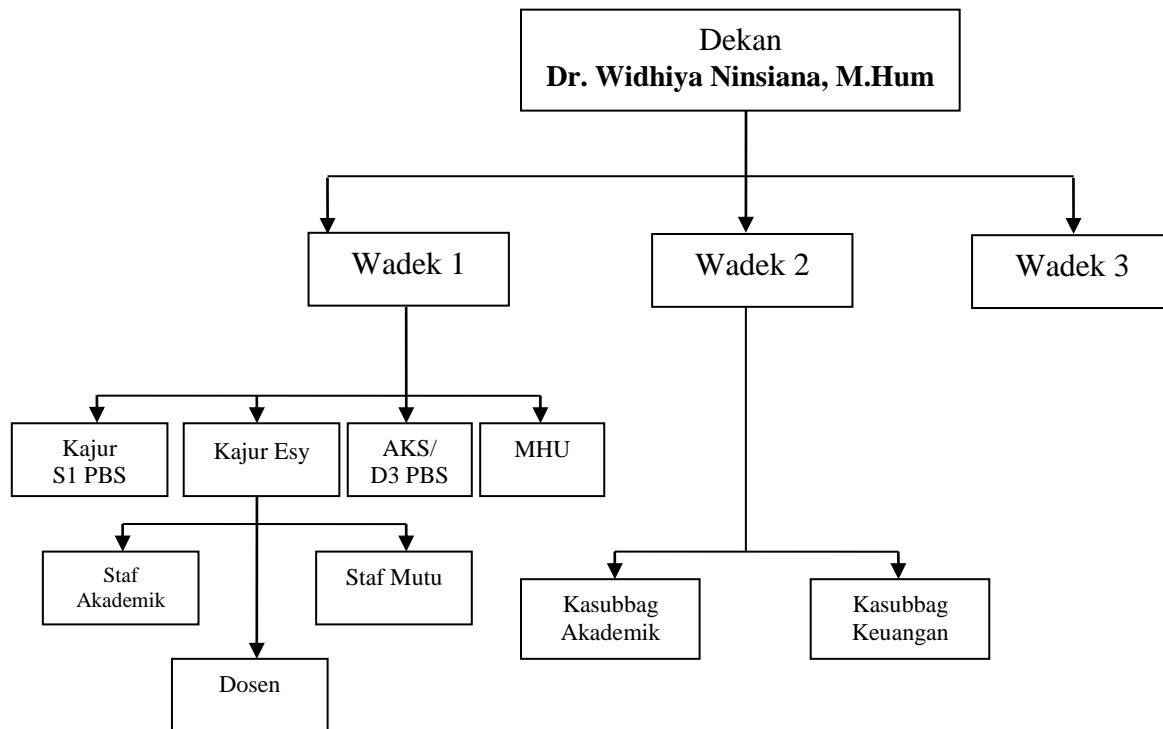 Dekan
Dr. Widhiya Ninsiana, M.Hum
Wadek 1
Wadek 2
Wadek 3
Kajur
S1 PBS
Kajur Esy
AKS/
D3 PBS
MHU
Staf
Akademik
Staf Mutu
Kasubbag
Akademik
Kasubbag
Keuangan
Dosen